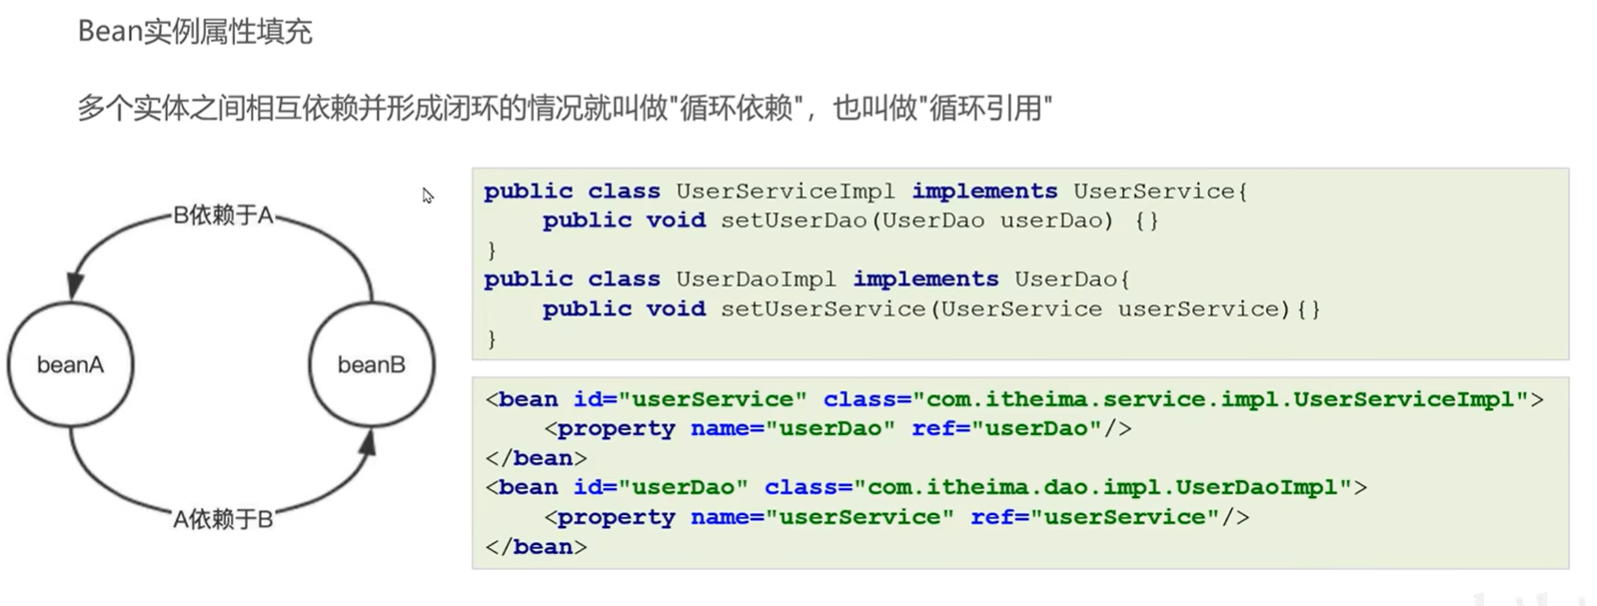 Bean实例属性填充
多个实体之间相互依赖并形成闭环的情况就叫做"循环依赖"，也叫做"循环引用"
B依赖于A
beanA
beanB
A依赖于B
public class UserServiceImpl implements UserService{
    public void setUserDao(UserDao userDao) {}
}
public class UserDaoImpl implements UserDao{
    public void setUserService(UserService userService){}
}
<bean id="userService" class="com.itheima.service.impl.UserServiceImpl">
    <property name="userDao" ref="userDao"/>
</bean>
<bean id="userDao" class="com.itheima.dao.impl.UserDaoImpl">
    <property name="userService" ref="userService"/>
</bean>